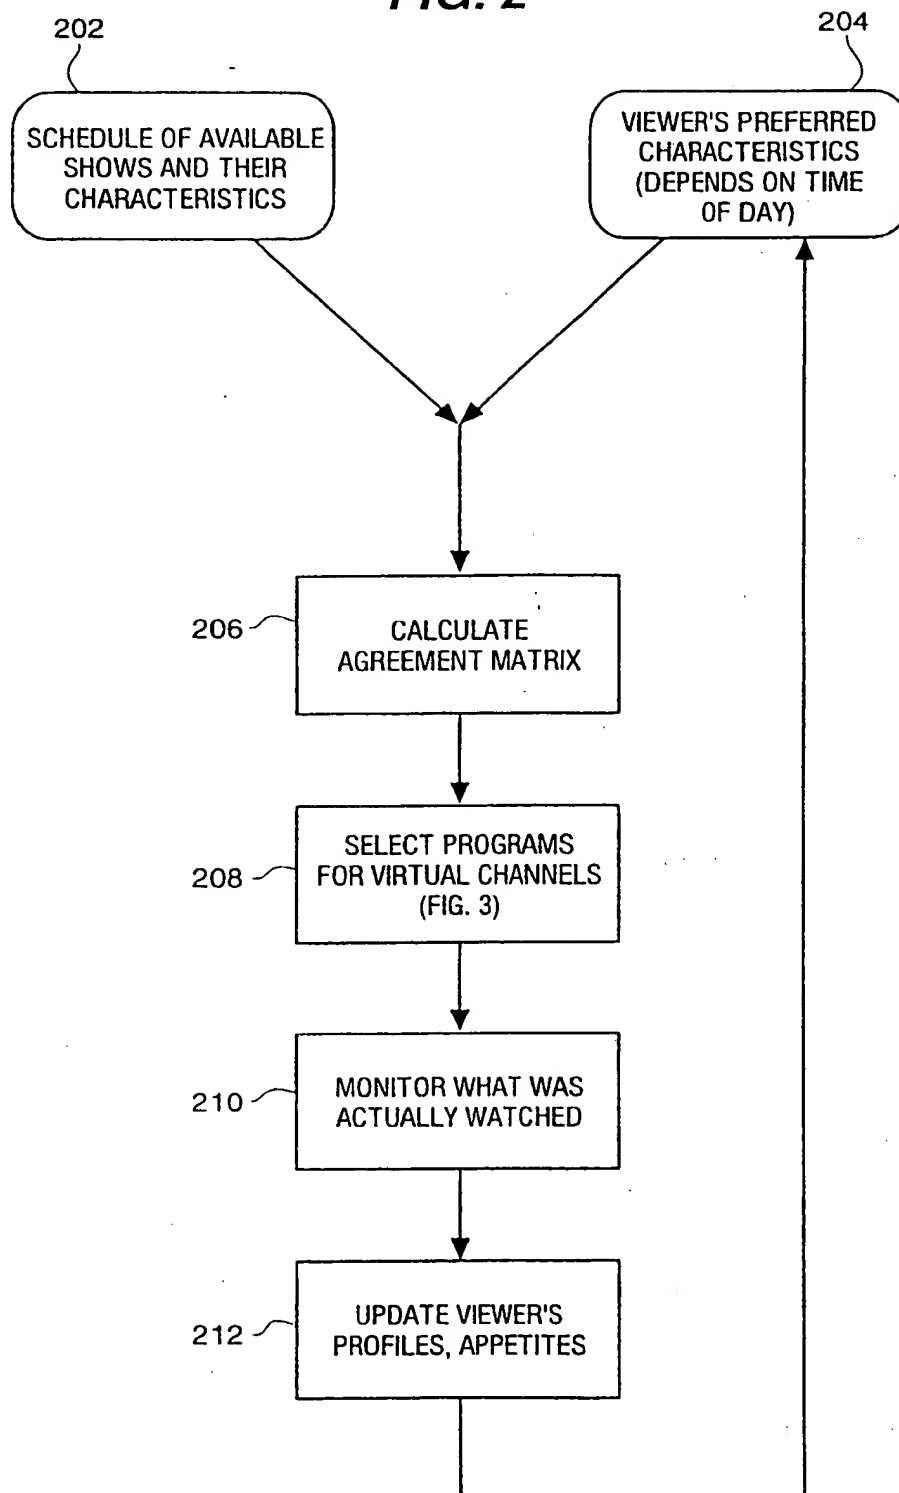 FIG. 2
202
204
SCHEDULE OF AVAILABLE
SHOWS AND THEIR
CHARACTERISTICS
VIEWER'S PREFERRED
CHARACTERISTICS
(DEPENDS ON TIME
OF DAY)
206
CALCULATE
AGREEMENT MATRIX
208
SELECT PROGRAMS
FOR VIRTUAL CHANNELS
(FIG. 3)
210
MONITOR WHAT WAS
ACTUALLY WATCHED
212
UPDATE VIEWER'S
PROFILES, APPETITES